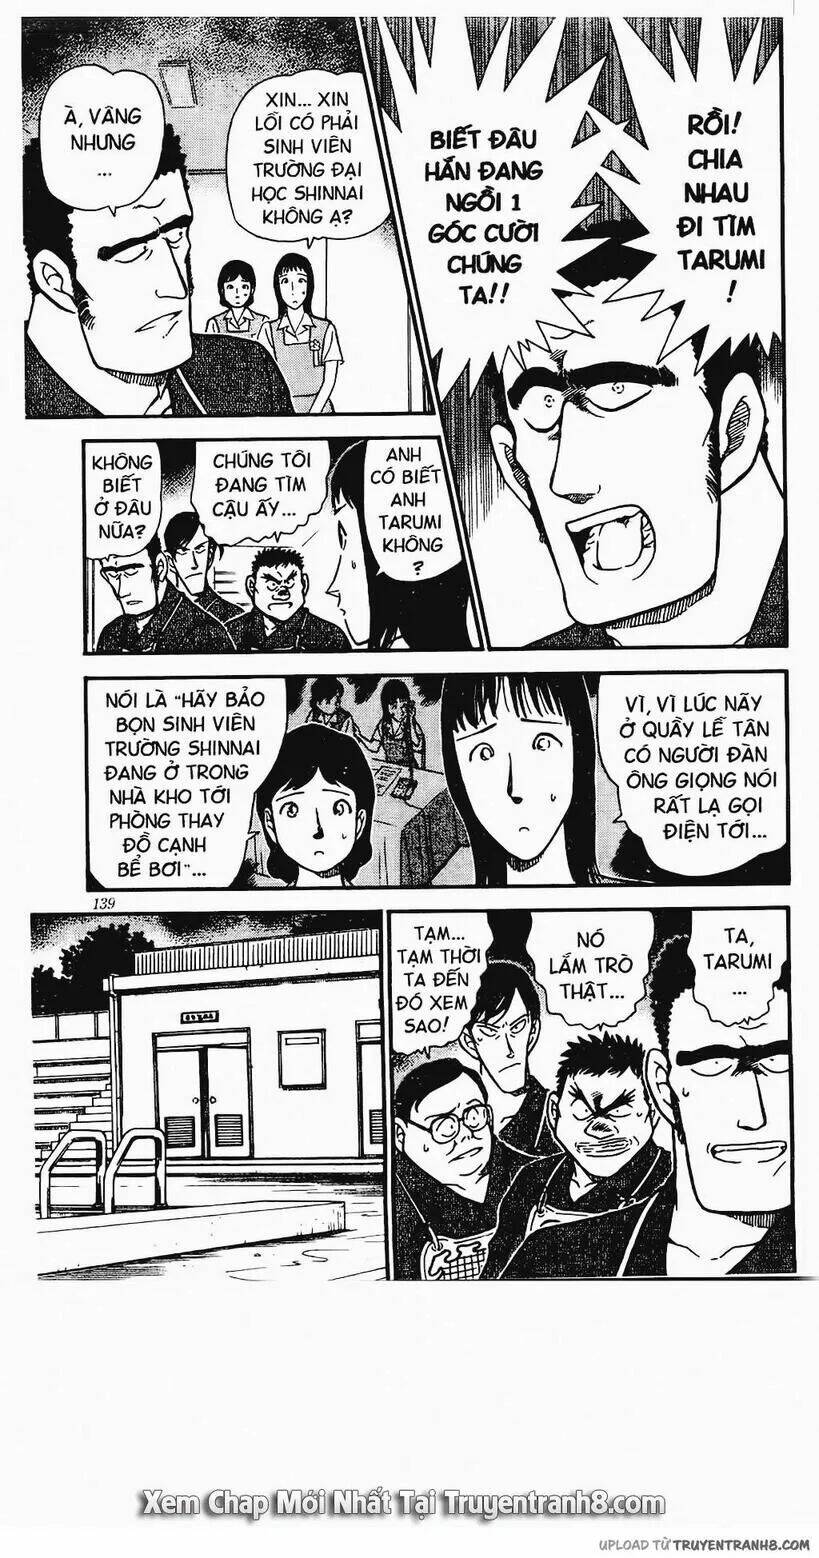 RỒI!
CHIA
NHAU
ĐI TÌM
TARUMI
!
BIẾT ĐÂU
HẮN ĐANG
NGỒI 1
GÓC CƯỜI
CHÚNG
TA!!
XIN... XIN
LỖI CÓ PHẢI
SINH VIÊN
TRƯỜNG ĐẠI
HỌC SHINNAI
KHÔNG Ạ?
À, VÂNG
NHƯNG
...
ANH
CÓ BIẾT
ANH
TARUMI
KHÔNG
?
CHÚNG TÔI
ĐANG TÌM
CẬU ẤY...
KHÔNG
BIẾT
Ở ĐÂU
NỮA?
VÌ, VÌ LÚC NÃY
Ở QUẦY LỄ TÂN
CÓ NGƯỜI ĐÀN
ÔNG GIỌNG NÓI
RẤT LẠ GỌI
ĐIỆN TỚI...
NÓI LÀ "HÃY BẢO
BỌN SINH VIÊN
TRƯỜNG SHINNAI
ĐANG Ở TRONG
NHÀ KHO TỚI
PHÒNG THAY
ĐỒ CẠNH
BỂ BƠI"...
139
TA,
TARUMI
...
NÓ
LẮM TRÒ
THẬT...
TẠM...
TẠM THỜI
TA ĐẾN
ĐÓ XEM
SAO!
Xem Chap Mới Nhất Tại Truyentranh8.com
UPLOAD TỪ TRUYENTRANH8.COM